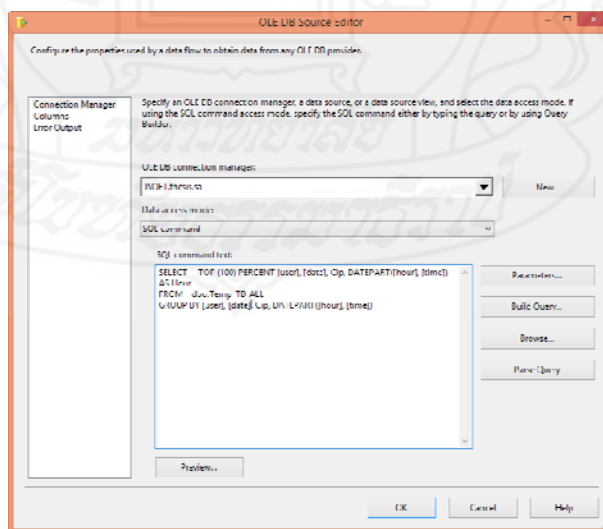 OLE DB Source Editor
Configure the properties used by a data flow to obtain data from any OLE DB provider.
Connection Manager
Columns
Error Output
Specify an OLE DB connection manager, a data source, or a data source view, and select the data access mode. If
using the SQL command access mode, specify the SQL command either by typing the query or by using Query
Builder.
OLE DB connection manager:
New...
Data access mode:
SQL command
SQL command text:
SELECT TOP (100) PERCENT [user], [date], Cip, DATEPART([hour], [time])
AS Hour
FROM dbo.Temp_TB_ALL
GROUP BY [user], [date], Cip, DATEPART([hour], [time])
Parameters...
Build Query...
Browse...
Parse Query
Preview...
OK
Cancel
Help